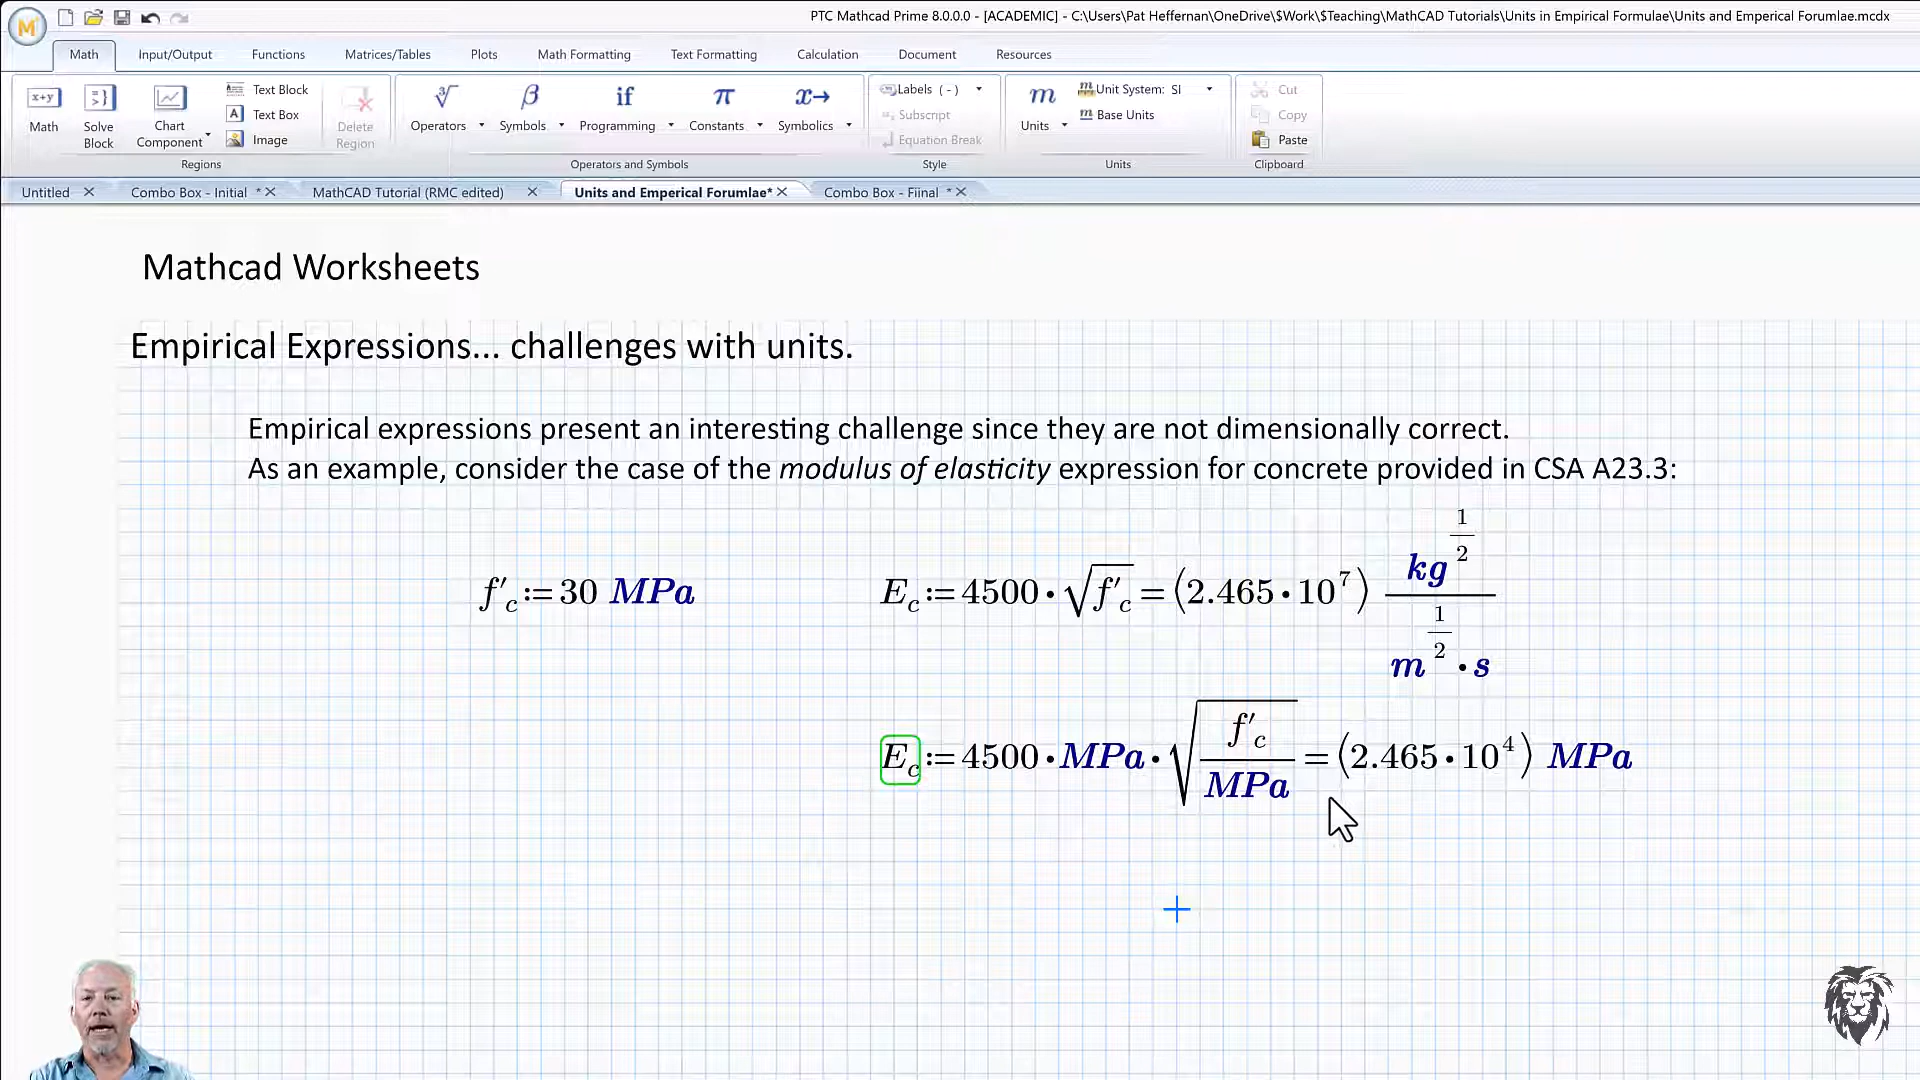 PTC Mathcad Prime 8.0.0.0 - [ACADEMIC] - C:\Users\Pat Heffernan\OneDrive\$Work\$Teaching\MathCAD Tutorials\Units in Empirical Formulae\Units and Emperical Forumlae.mcdx
Math Input/Output Functions Matrices/Tables Plots Math Formatting Text Formatting Calculation Document Resources
Math
Solve Block
Chart Component
Text Block
Text Box
Image
Delete Region
Regions
Operators
Symbols
if Programming
π Constants
Symbolics
Operators and Symbols
Labels ( - )
Subscript
Equation Break
Style
m Units
Unit System: SI
Base Units
Units
Cut
Copy
Paste
Clipboard
Untitled Combo Box - Initial * MathCAD Tutorial (RMC edited) Units and Emperical Forumlae* Combo Box - Fiinal *
Mathcad Worksheets
Empirical Expressions... challenges with units.
Empirical expressions present an interesting challenge since they are not dimensionally correct.
As an example, consider the case of the modulus of elasticity expression for concrete provided in CSA A23.3:
f'c := 30 MPa
Ec := 4500 • √f'c = (2.465 • 10^7) kg^(1/2) / (m^(1/2) • s)
Ec := 4500 • MPa • √(f'c / MPa) = (2.465 • 10^4) MPa